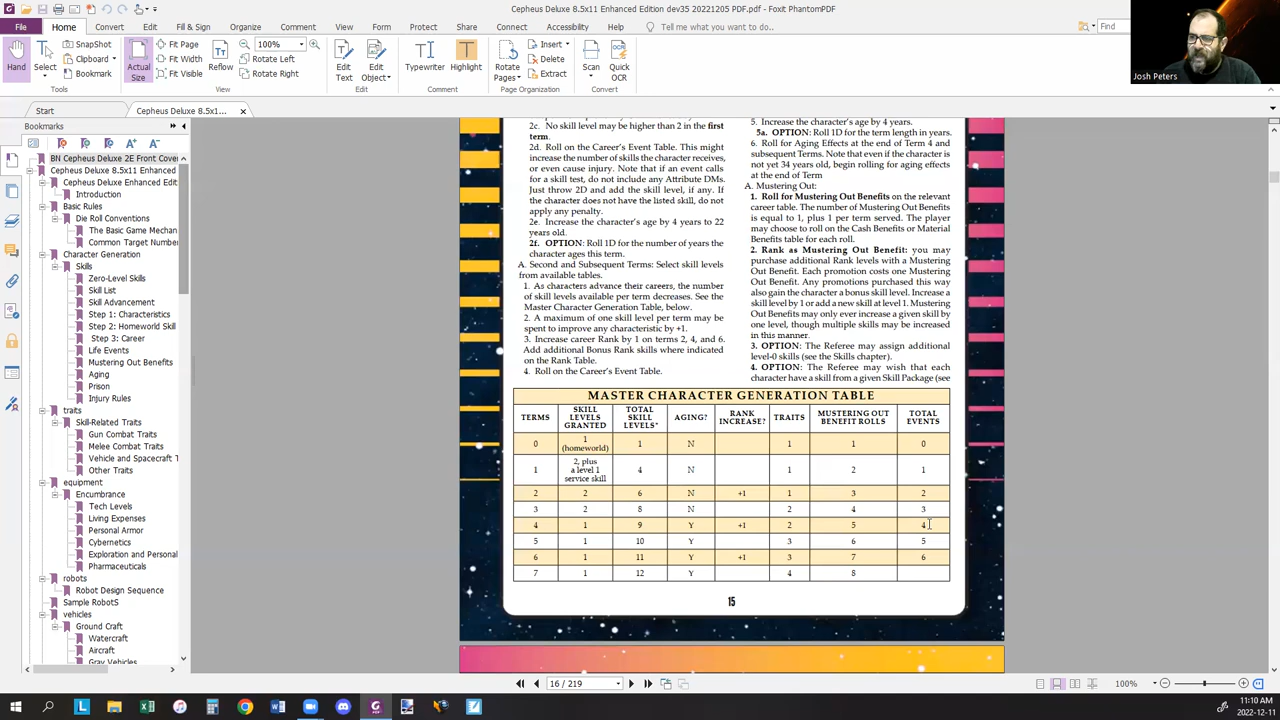 Cepheus Deluxe 8.5x11 Enhanced Edition dev35 20221205 PDF.pdf - Foxit PhantomPDF
File Home Convert Fill & Sign Organize Comment View Form Protect Share Connect Accessibility Help Tell me what you want to do... Find
Hand
Select
SnapShot
Clipboard
Bookmark
Tools
Actual Size
Fit Page
Fit Width
Fit Visible
Reflow
100%
Rotate Left
Rotate Right
View
Edit Text
Edit Object
Edit
Typewriter
Highlight
Comment
Rotate Pages
Insert
Delete
Extract
Page Organization
Scan
Quick OCR
Convert
Josh Peters
Start
Cepheus Deluxe 8.5x1...
Bookmarks
BN Cepheus Deluxe 2E Front Cover
Cepheus Deluxe 8.5x11 Enhanced
Cepheus Deluxe Enhanced Edit
Introduction
Basic Rules
Die Roll Conventions
The Basic Game Mechan
Common Target Number
Character Generation
Skills
Zero-Level Skills
Skill List
Skill Advancement
Step 1: Characteristics
Step 2: Homeworld Skil
Step 3: Career
Life Events
Mustering Out Benefits
Aging
Prison
Injury Rules
traits
Skill-Related Traits
Gun Combat Traits
Melee Combat Traits
Vehicle and Spacecraft T
Other Traits
equipment
Encumbrance
Tech Levels
Living Expenses
Personal Armor
Cybernetics
Exploration and Personal
Pharmaceuticals
robots
Robot Design Sequence
Sample RobotS
vehicles
Ground Craft
Watercraft
Aircraft
Grav Vehicles
2c. No skill level may be higher than 2 in the first
term.
2d. Roll on the Career's Event Table. This might
increase the number of skills the character receives,
or even cause injury. Note that if an event calls
for a skill test, do not include any Attribute DMs.
Just throw 2D and add the skill level, if any. If
the character does not have the listed skill, do not
apply any penalty.
2e. Increase the character's age by 4 years to 22
years old.
2f. OPTION: Roll 1D for the number of years the
character ages this term.
A. Second and Subsequent Terms: Select skill levels
from available tables.
1. As characters advance their careers, the number
of skill levels available per term decreases. See the
Master Character Generation Table, below.
2. A maximum of one skill level per term may be
spent to improve any characteristic by +1.
3. Increase career Rank by 1 on terms 2, 4, and 6.
Add additional Bonus Rank skills where indicated
on the Rank Table.
4. Roll on the Career's Event Table.
5. Increase the character's age by 4 years.
5a. OPTION: Roll 1D for the term length in years.
6. Roll for Aging Effects at the end of Term 4 and
subsequent Terms. Note that even if the character is
not yet 34 years old, begin rolling for aging effects
at the end of Term
A. Mustering Out:
1. Roll for Mustering Out Benefits on the relevant
career table. The number of Mustering Out Benefits
is equal to 1, plus 1 per term served. The player
may choose to roll on the Cash Benefits or Material
Benefits table for each roll.
2. Rank as Mustering Out Benefit: you may
purchase additional Rank levels with a Mustering
Out Benefit. Each promotion costs one Mustering
Out Benefit. Any promotions purchased this way
also gain the character a bonus skill level. Increase a
skill level by 1 or add a new skill at level 1. Mustering
Out Benefits may only ever increase a given skill by
one level, though multiple skills may be increased
in this manner.
3. OPTION: The Referee may assign additional
level-0 skills (see the Skills chapter).
4. OPTION: The Referee may wish that each
character have a skill from a given Skill Package (see
MASTER CHARACTER GENERATION TABLE
TERMS SKILL LEVELS GRANTED TOTAL SKILL LEVELS* AGING? RANK INCREASE? TRAITS MUSTERING OUT BENEFIT ROLLS TOTAL EVENTS
0 1 (homeworld) 1 N 1 1 0
1 2, plus a level 1 service skill 4 N 1 2 1
2 2 6 N +1 1 3 2
3 2 8 N 2 4 3
4 1 9 Y +1 2 5 4
5 1 10 Y 3 6 5
6 1 11 Y +1 3 7 6
7 1 12 Y 4 8
15
16 / 219
100%
11:10 AM
2022-12-11